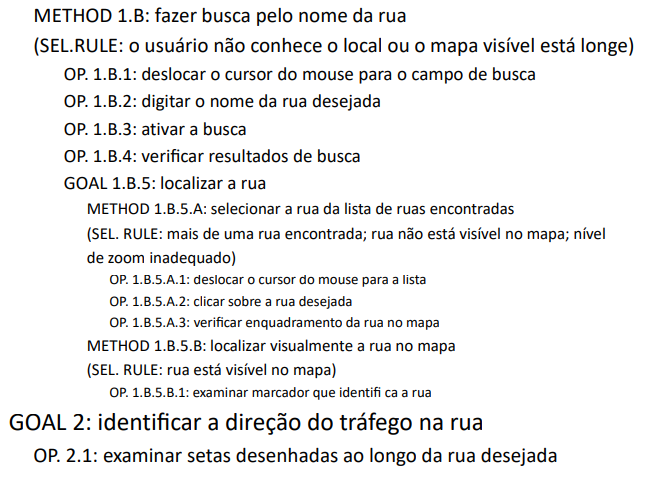 METHOD 1.B: fazer busca pelo nome da rua
(SEL.RULE: o usuário não conhece o local ou o mapa visível está longe)
OP. 1.B.1: deslocar o cursor do mouse para o campo de busca
OP. 1.B.2: digitar o nome da rua desejada
OP. 1.B.3: ativar a busca
OP. 1.B.4: verificar resultados de busca
GOAL 1.B.5: localizar a rua
METHOD 1.B.5.A: selecionar a rua da lista de ruas encontradas
(SEL. RULE: mais de uma rua encontrada; rua não está visível no mapa; nível
de zoom inadequado)
OP. 1.B.5.A.1: deslocar o cursor do mouse para a lista
OP. 1.B.5.A.2: clicar sobre a rua desejada
OP. 1.B.5.A.3: verificar enquadramento da rua no mapa
METHOD 1.B.5.B: localizar visualmente a rua no mapa
(SEL. RULE: rua está visível no mapa)
OP. 1.B.5.B.1: examinar marcador que identifi ca a rua
GOAL 2: identificar a direção do tráfego na rua
OP. 2.1: examinar setas desenhadas ao longo da rua desejada